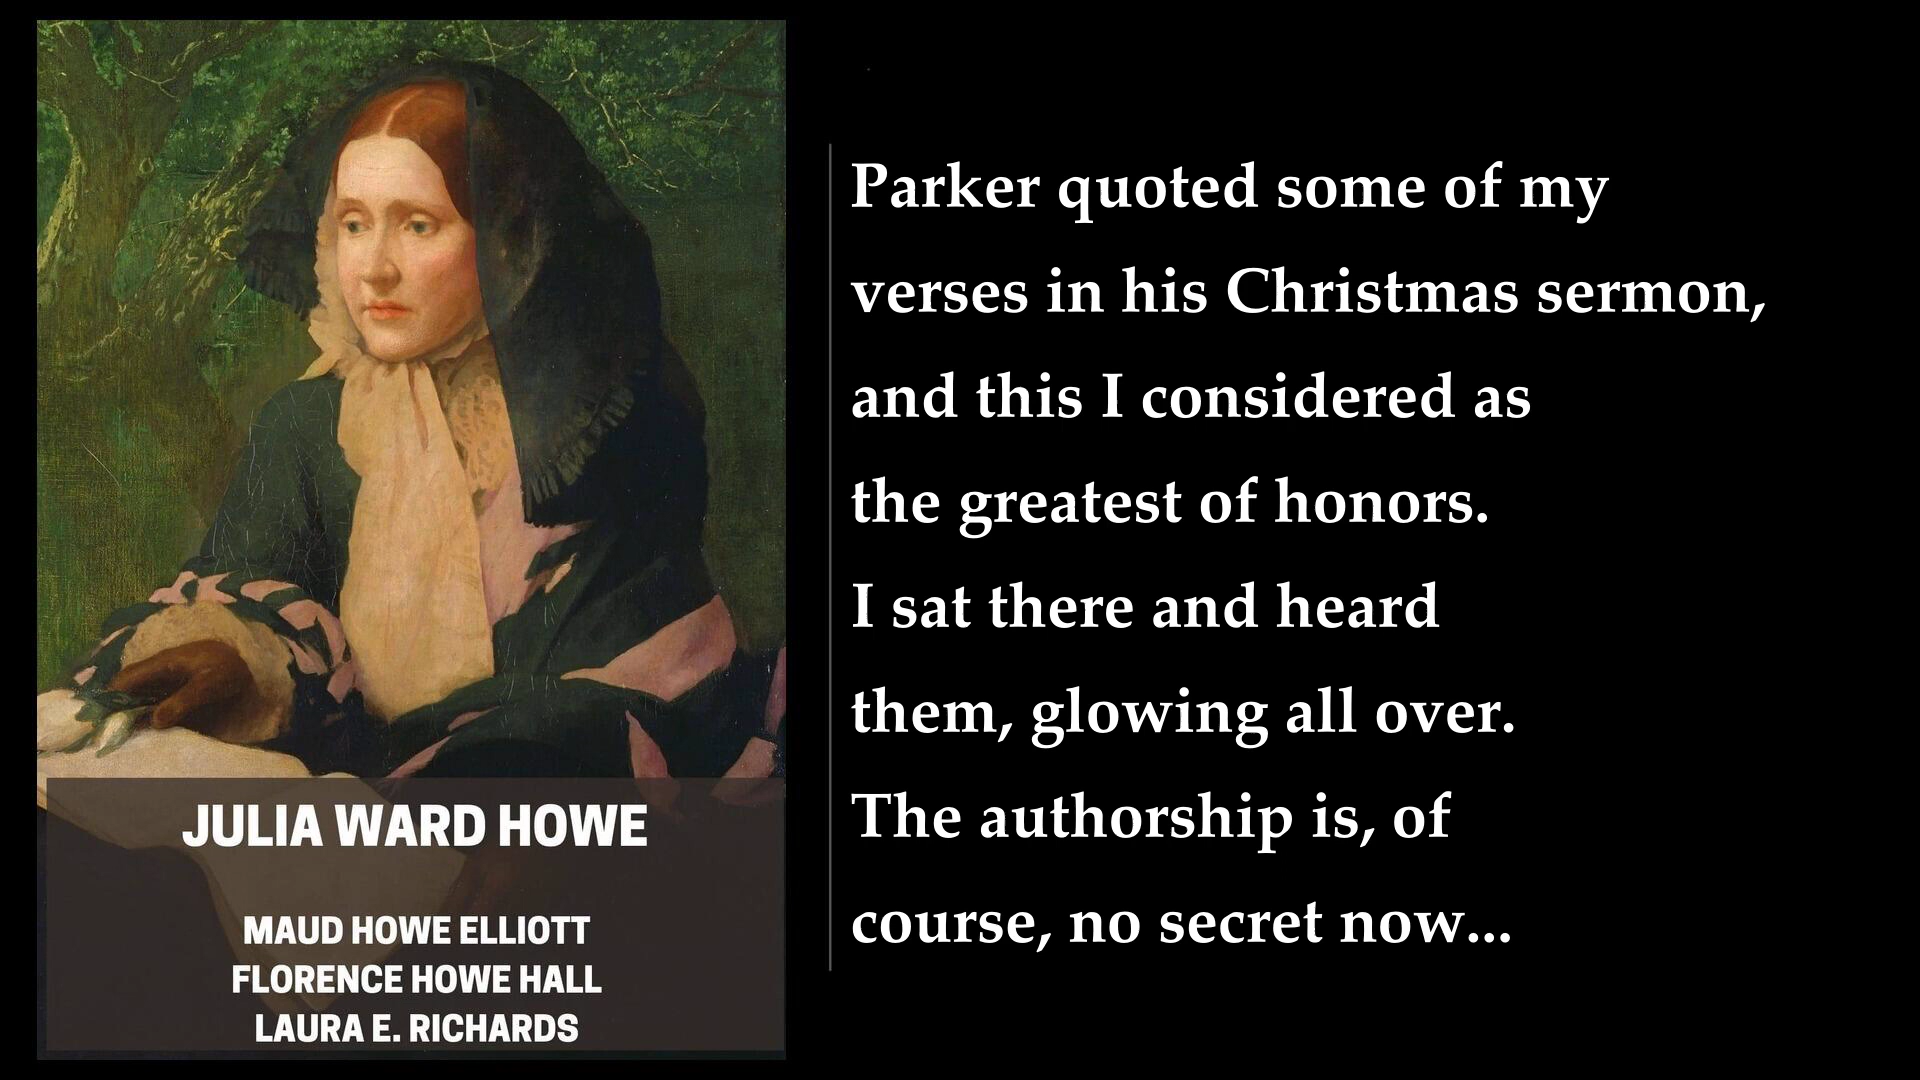 JULIA WARD HOWE
MAUD HOWE ELLIOTT
FLORENCE HOWE HALL
LAURA E. RICHARDS
Parker quoted some of my
verses in his Christmas sermon,
and this I considered as
the greatest of honors.
I sat there and heard
them, glowing all over.
The authorship is, of
course, no secret now...